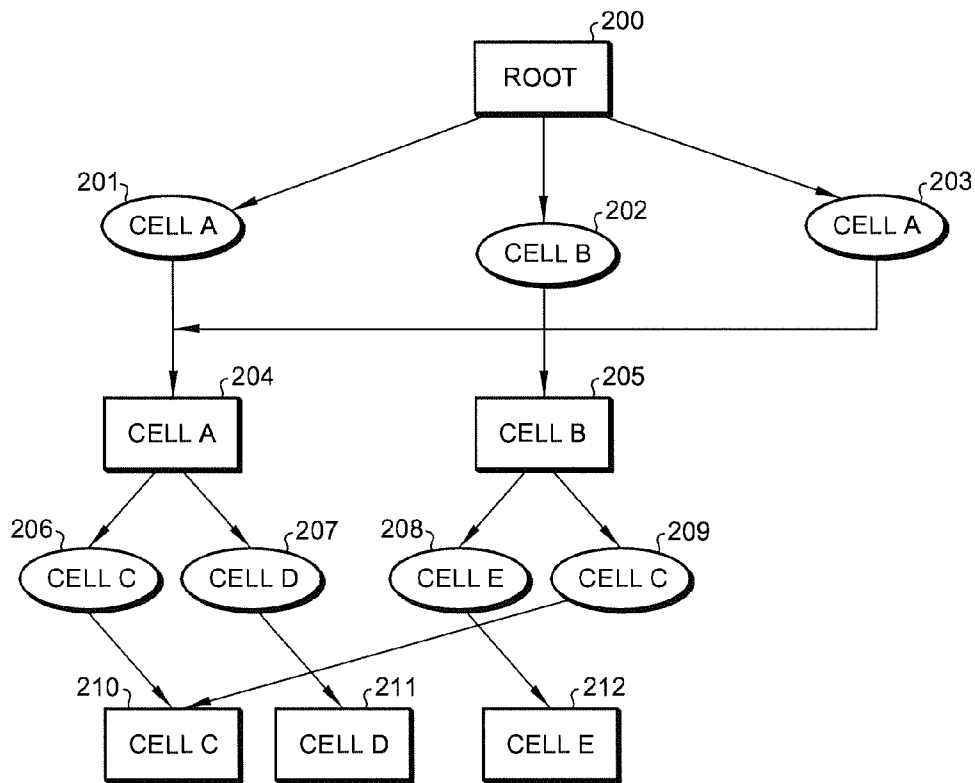 200
ROOT
201
CELL A
202
CELL B
203
CELL A
204
CELL A
205
CELL B
206
CELL C
207
CELL D
208
CELL E
209
CELL C
210
CELL C
211
CELL D
212
CELL E